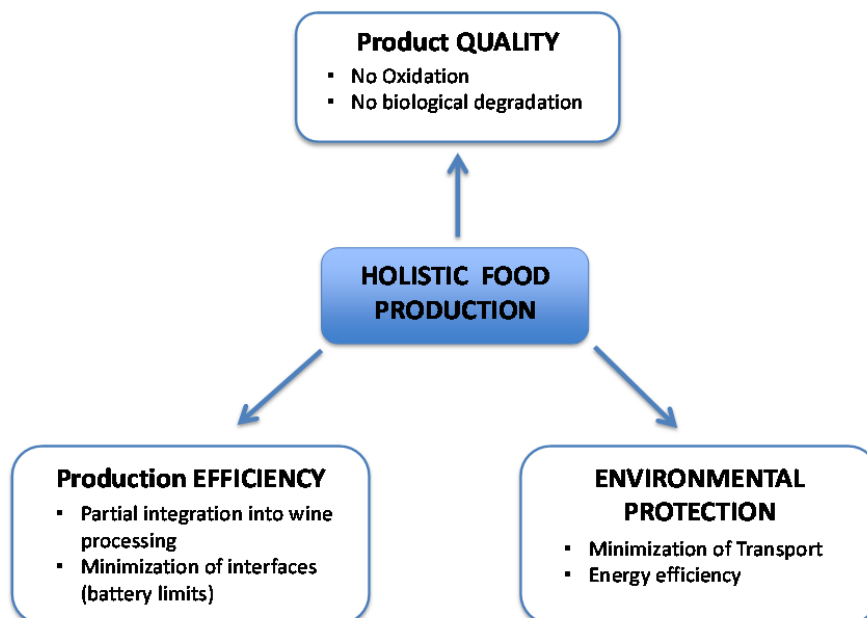 Product QUALITY
▪ No Oxidation
▪ No biological degradation
HOLISTIC FOOD
PRODUCTION
Production EFFICIENCY
▪ Partial integration into wine
processing
▪ Minimization of interfaces
(battery limits)
ENVIRONMENTAL
PROTECTION
▪ Minimization of Transport
▪ Energy efficiency